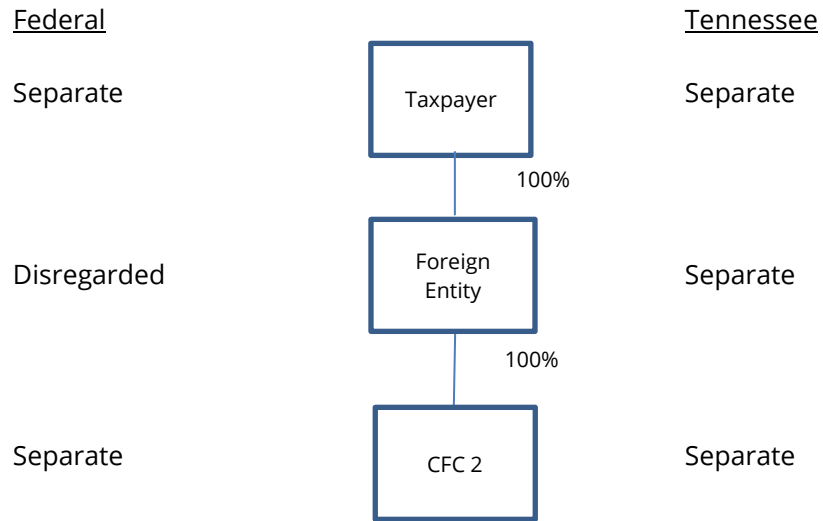 Federal
Tennessee
Separate
Taxpayer
Separate
100%
Disregarded
Foreign
Entity
Separate
100%
Separate
CFC 2
Separate